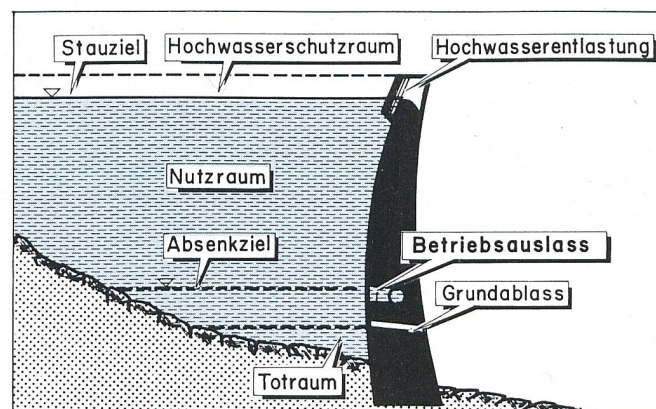 Stauziel
Hochwasserschutzraum
Hochwasserentlastung
Nutzraum
Absenkziel
Betriebsauslass
Grundablass
Totraum